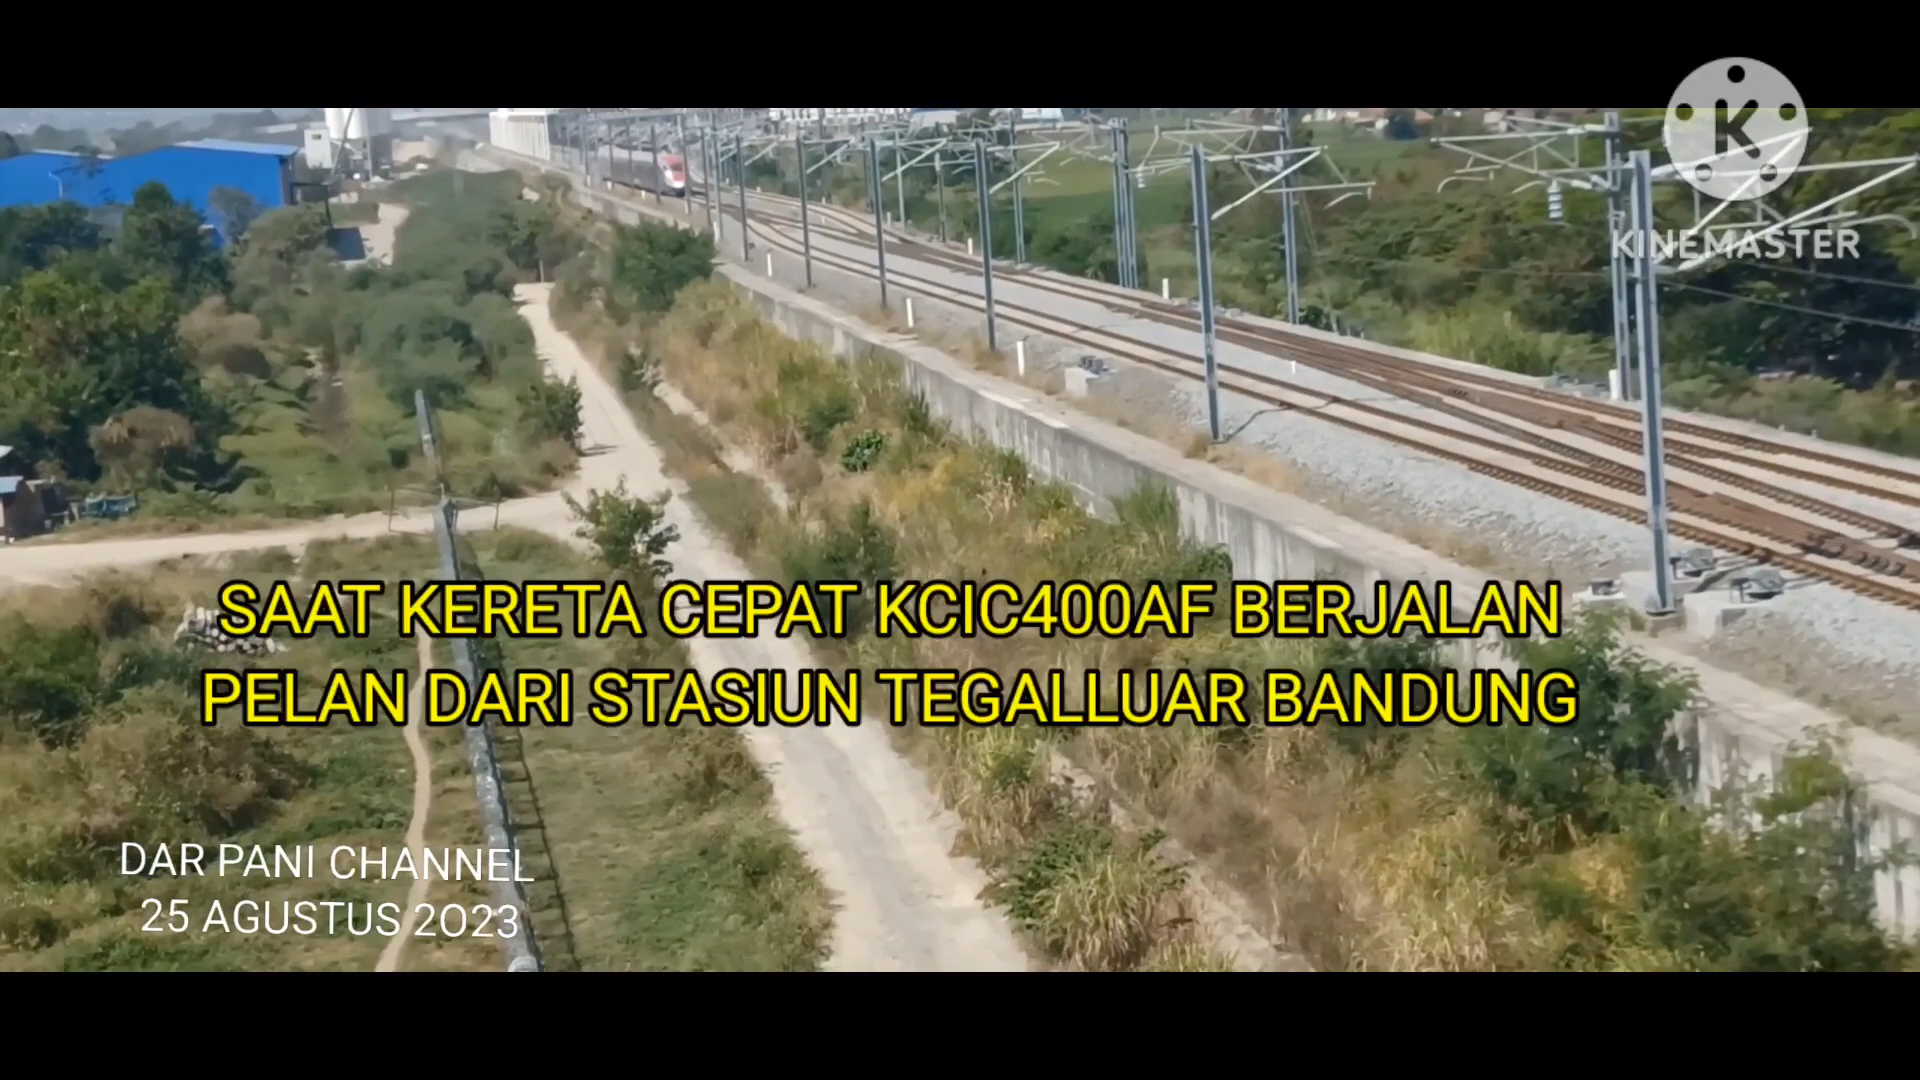 K
KINEMASTER
SAAT KERETA CEPAT KCIC400AF BERJALAN
PELAN DARI STASIUN TEGALLUAR BANDUNG
DAR PANI CHANNEL
25 AGUSTUS 2023